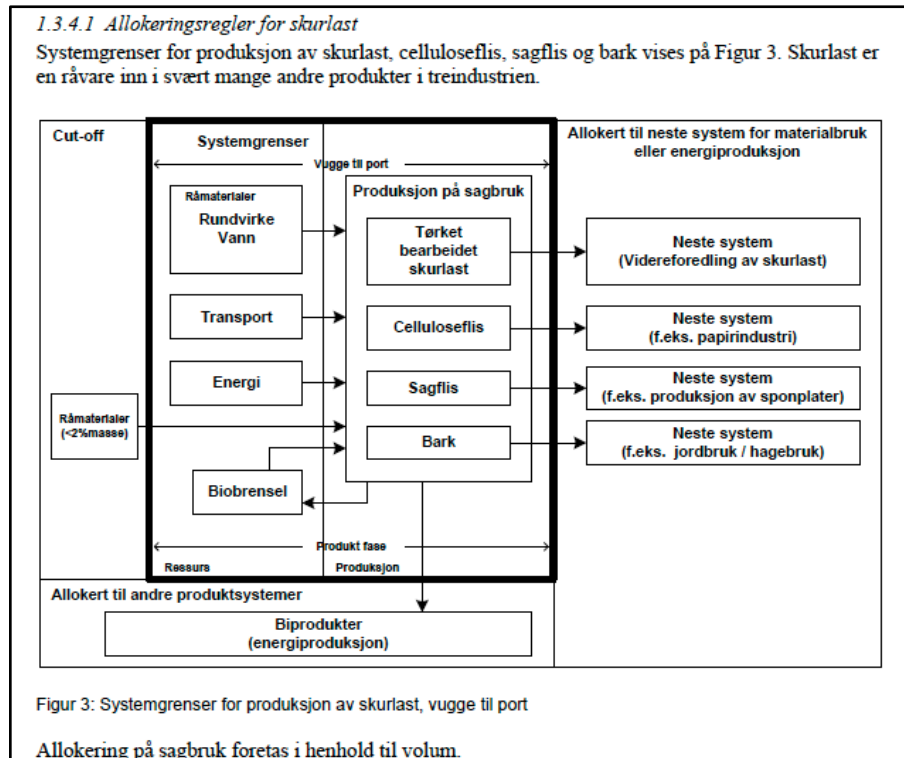 1.3.4.1 Allokeringsregler for skurlast
Systemgrenser for produksjon av skurlast, celluloseflis, sagflis og bark vises på Figur 3. Skurlast er
en råvare inn i svært mange andre produkter i treindustrien.
Cut-off
Systemgrenser
Vugge til port
Allokert til neste system for materialbruk
eller energiproduksjon
Råmaterialer
Rundvirke
Vann
Transport
Energi
Råmaterialer
(<2%masse)
Biobrensel
Produksjon på sagbruk
Tørket
bearbeidet
skurlast
Celluloseflis
Sagflis
Bark
Neste system
(Videreforedling av skurlast)
Neste system
(f.eks. papirindustri)
Neste system
(f.eks. produksjon av sponplater)
Neste system
(f.eks. jordbruk / hagebruk)
Produkt fase
Ressurs
Produksjon
Allokert til andre produktsystemer
Biprodukter
(energiproduksjon)
Figur 3: Systemgrenser for produksjon av skurlast, vugge til port
Allokering på sagbruk foretas i henhold til volum.